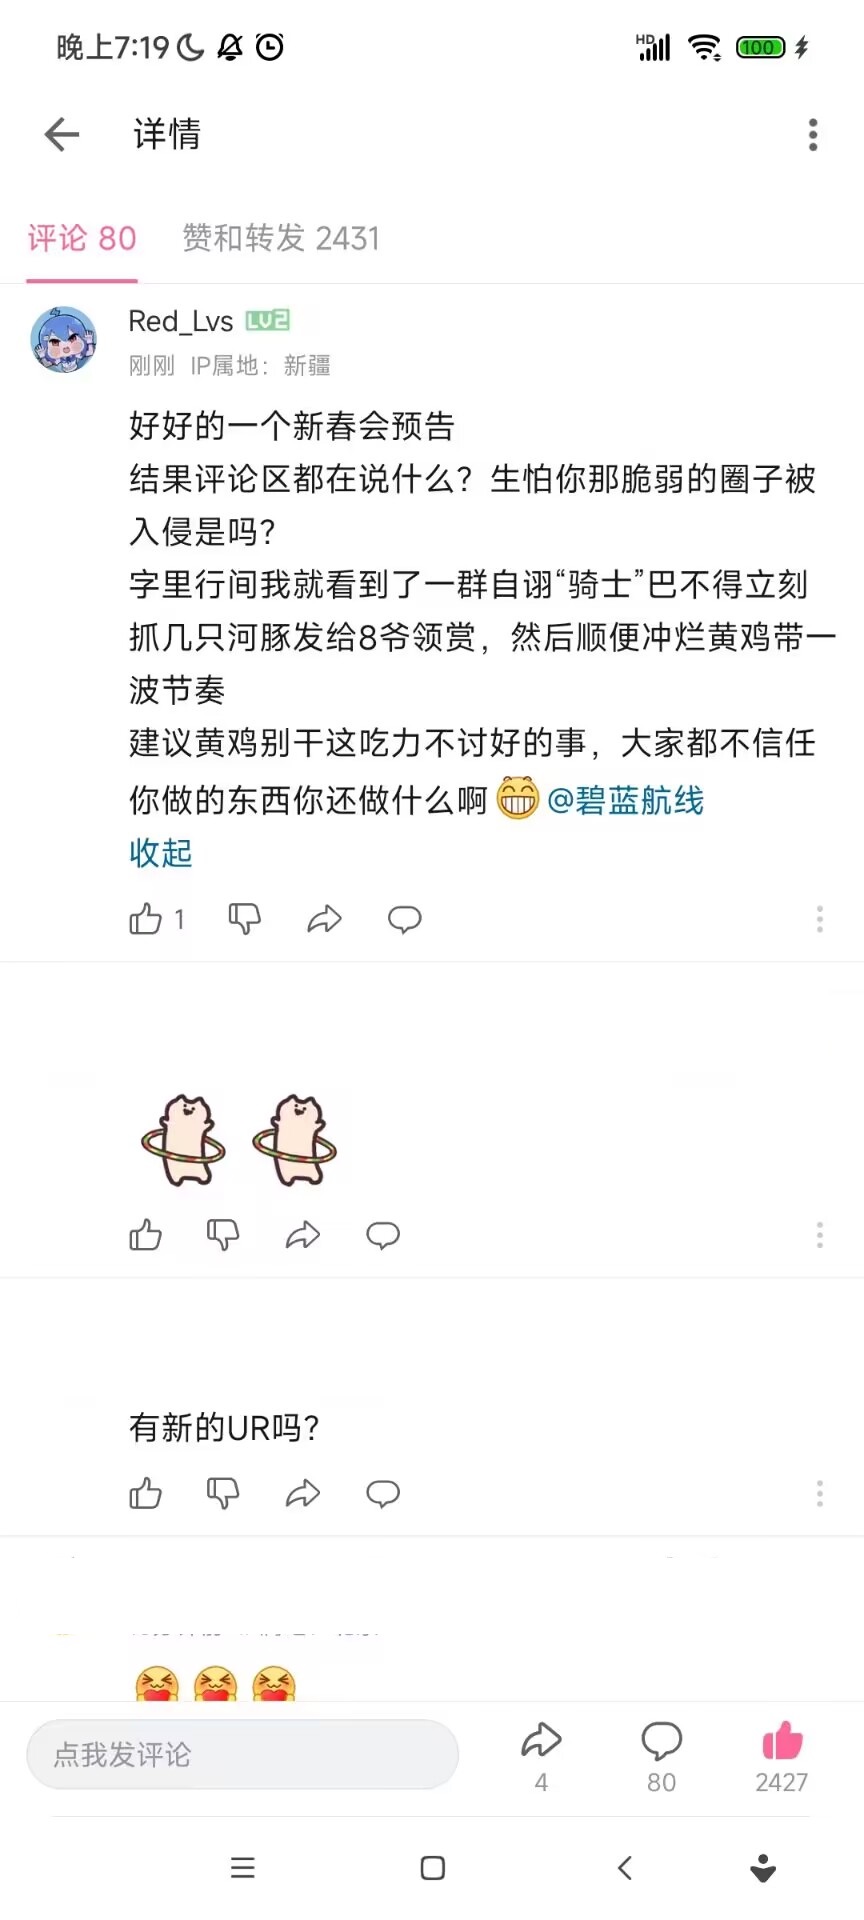 晚上7:19
HD
100
详情
评论 80
赞和转发 2431
Red_Lvs LV2
刚刚 IP属地：新疆
好好的一个新春会预告
结果评论区都在说什么？生怕你那脆弱的圈子被
入侵是吗？
字里行间我就看到了一群自诩“骑士”巴不得立刻
抓几只河豚发给8爷领赏，然后顺便冲烂黄鸡带一
波节奏
建议黄鸡别干这吃力不讨好的事，大家都不信任
你做的东西你还做什么啊 @碧蓝航线
收起
1
有新的UR吗？
点我发评论
4
80
2427